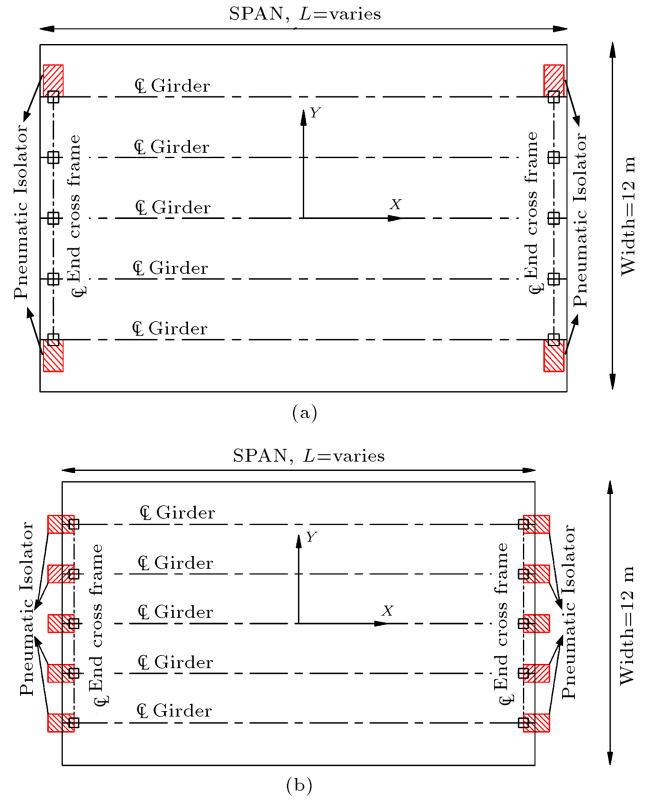 SPAN, L=varies
℄ Girder
Y
℄ Girder
Pneumatic Isolator
℄ End cross frame
℄ Girder
X
℄ End cross frame
Pneumatic Isolator
Width=12 m
℄ Girder
℄ Girder
(a)
SPAN, L=varies
℄ Girder
Y
℄ Girder
Pneumatic Isolator
℄ End cross frame
℄ Girder
X
℄ End cross frame
Pneumatic Isolator
Width=12 m
℄ Girder
℄ Girder
(b)